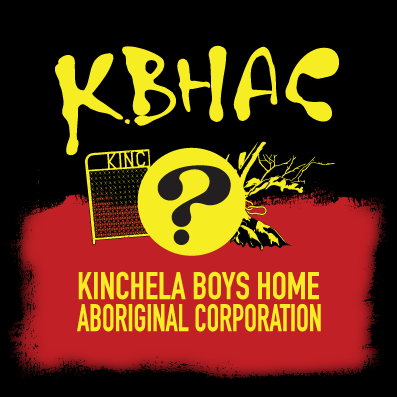 K.BHAC
KINC
?
KINCHELA BOYS HOME
ABORIGINAL CORPORATION